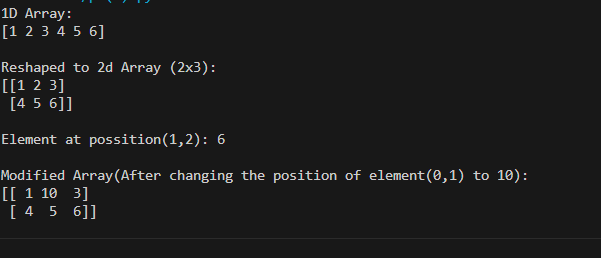 1D Array:
[1 2 3 4 5 6]
Reshaped to 2d Array (2x3):
[[1 2 3]
 [4 5 6]]
Element at possition(1,2): 6
Modified Array(After changing the position of element(0,1) to 10):
[[ 1 10  3]
 [ 4  5  6]]